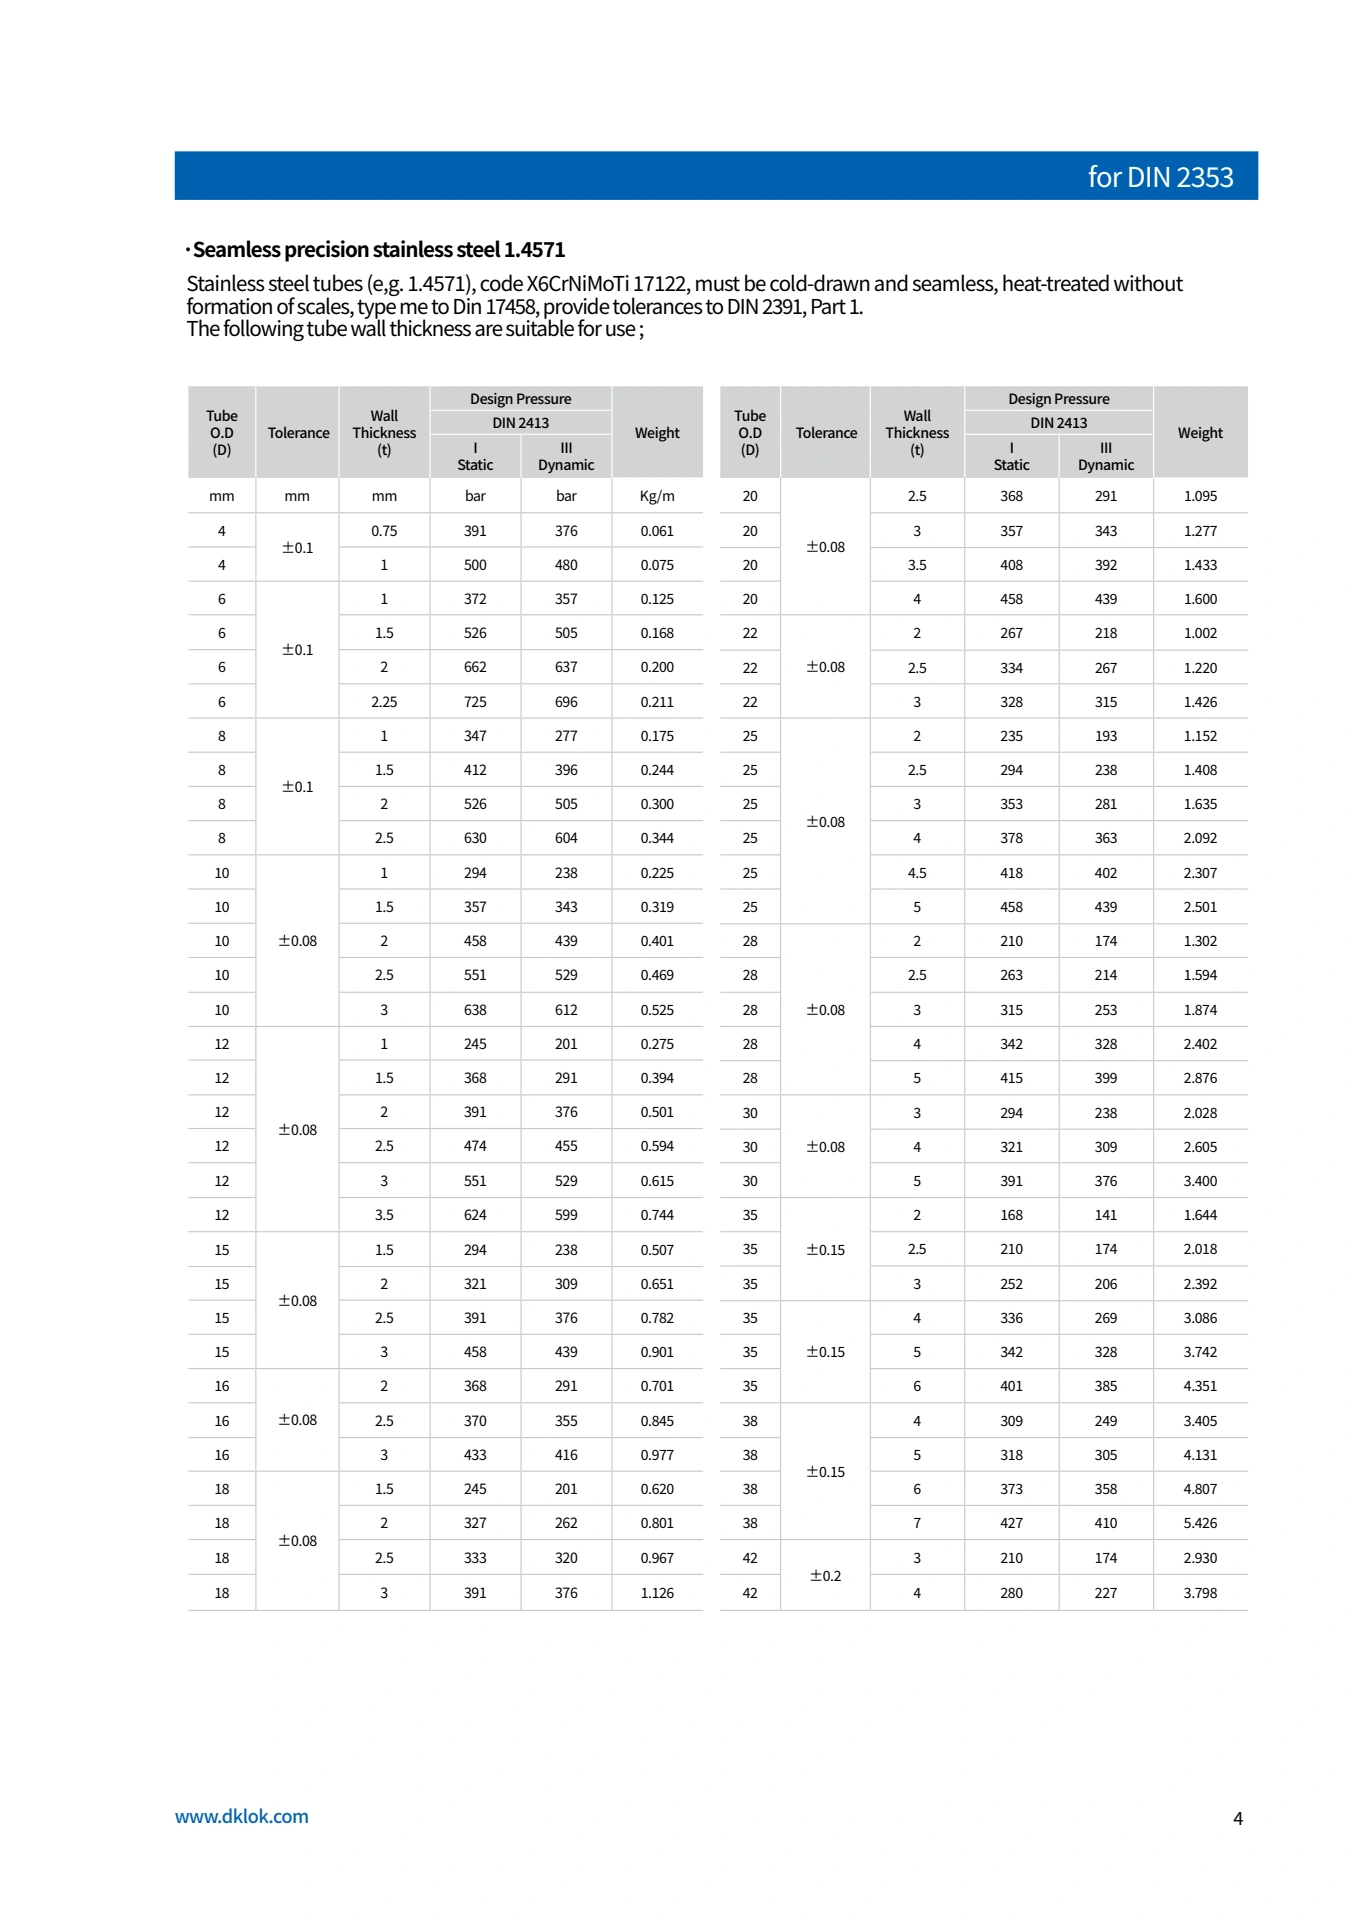 for DIN 2353
· Seamless precision stainless steel 1.4571
Stainless steel tubes (e,g. 1.4571), code X6CrNiMoTi 17122, must be cold-drawn and seamless, heat-treated without
formation of scales, type me to Din 17458, provide tolerances to DIN 2391, Part 1.
The following tube wall thickness are suitable for use ;
Tube O.D (D) Tolerance Wall Thickness (t) Design Pressure DIN 2413 I Static III Dynamic Weight
mm mm mm bar bar Kg/m
4 ±0.1 0.75 391 376 0.061
4 1 500 480 0.075
6 ±0.1 1 372 357 0.125
6 1.5 526 505 0.168
6 2 662 637 0.200
6 2.25 725 696 0.211
8 ±0.1 1 347 277 0.175
8 1.5 412 396 0.244
8 2 526 505 0.300
8 2.5 630 604 0.344
10 ±0.08 1 294 238 0.225
10 1.5 357 343 0.319
10 2 458 439 0.401
10 2.5 551 529 0.469
10 3 638 612 0.525
12 ±0.08 1 245 201 0.275
12 1.5 368 291 0.394
12 2 391 376 0.501
12 2.5 474 455 0.594
12 3 551 529 0.615
12 3.5 624 599 0.744
15 ±0.08 1.5 294 238 0.507
15 2 321 309 0.651
15 2.5 391 376 0.782
15 3 458 439 0.901
16 ±0.08 2 368 291 0.701
16 2.5 370 355 0.845
16 3 433 416 0.977
18 ±0.08 1.5 245 201 0.620
18 2 327 262 0.801
18 2.5 333 320 0.967
18 3 391 376 1.126
Tube O.D (D) Tolerance Wall Thickness (t) Design Pressure DIN 2413 I Static III Dynamic Weight
20 ±0.08 2.5 368 291 1.095
20 3 357 343 1.277
20 3.5 408 392 1.433
20 4 458 439 1.600
22 ±0.08 2 267 218 1.002
22 2.5 334 267 1.220
22 3 328 315 1.426
25 ±0.08 2 235 193 1.152
25 2.5 294 238 1.408
25 3 353 281 1.635
25 4 378 363 2.092
25 4.5 418 402 2.307
25 5 458 439 2.501
28 ±0.08 2 210 174 1.302
28 2.5 263 214 1.594
28 3 315 253 1.874
28 4 342 328 2.402
28 5 415 399 2.876
30 ±0.08 3 294 238 2.028
30 4 321 309 2.605
30 5 391 376 3.400
35 ±0.15 2 168 141 1.644
35 2.5 210 174 2.018
35 3 252 206 2.392
35 ±0.15 4 336 269 3.086
35 5 342 328 3.742
35 6 401 385 4.351
38 ±0.15 4 309 249 3.405
38 5 318 305 4.131
38 6 373 358 4.807
38 7 427 410 5.426
42 ±0.2 3 210 174 2.930
42 4 280 227 3.798
www.dklok.com
4